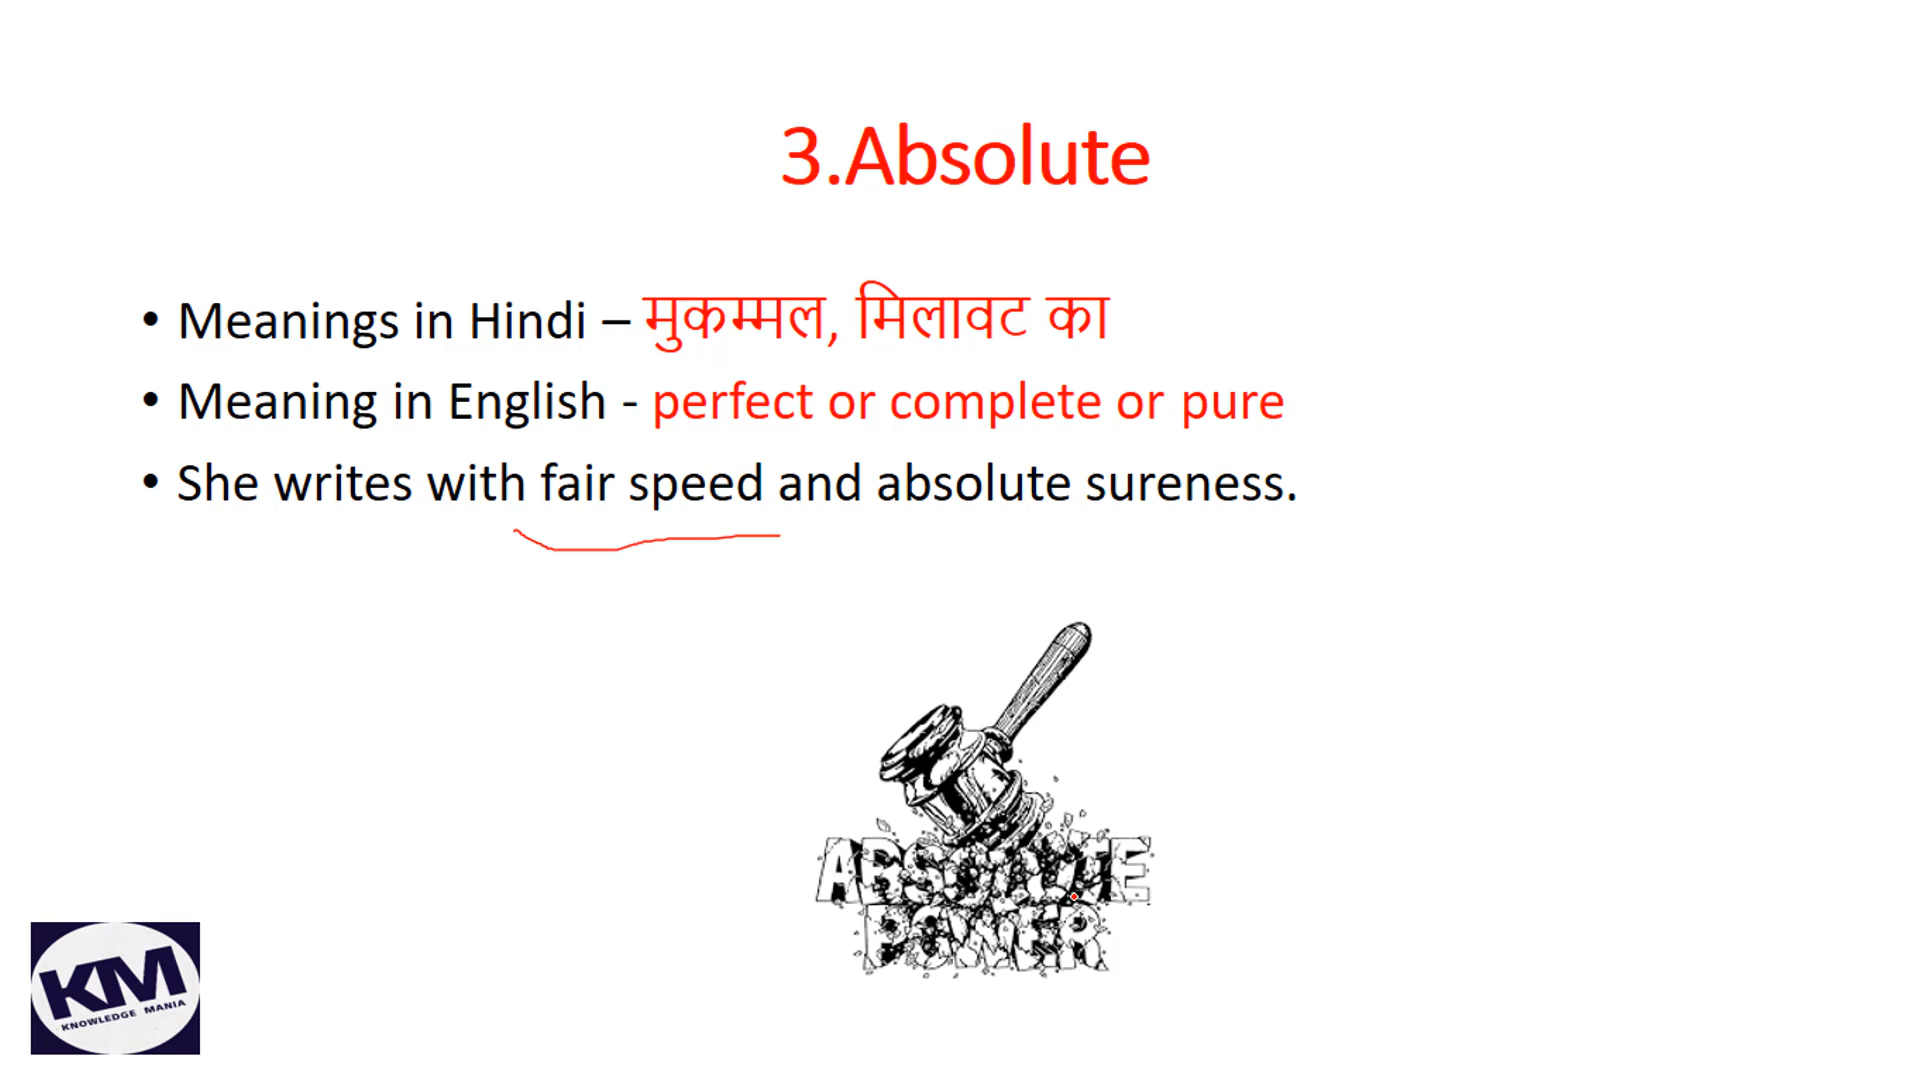 3.Absolute
• Meanings in Hindi – मुकम्मल, मिलावट का
• Meaning in English - perfect or complete or pure
• She writes with fair speed and absolute sureness.
ABSOLUTE
POWER
KM
KNOWLEDGE MANIA